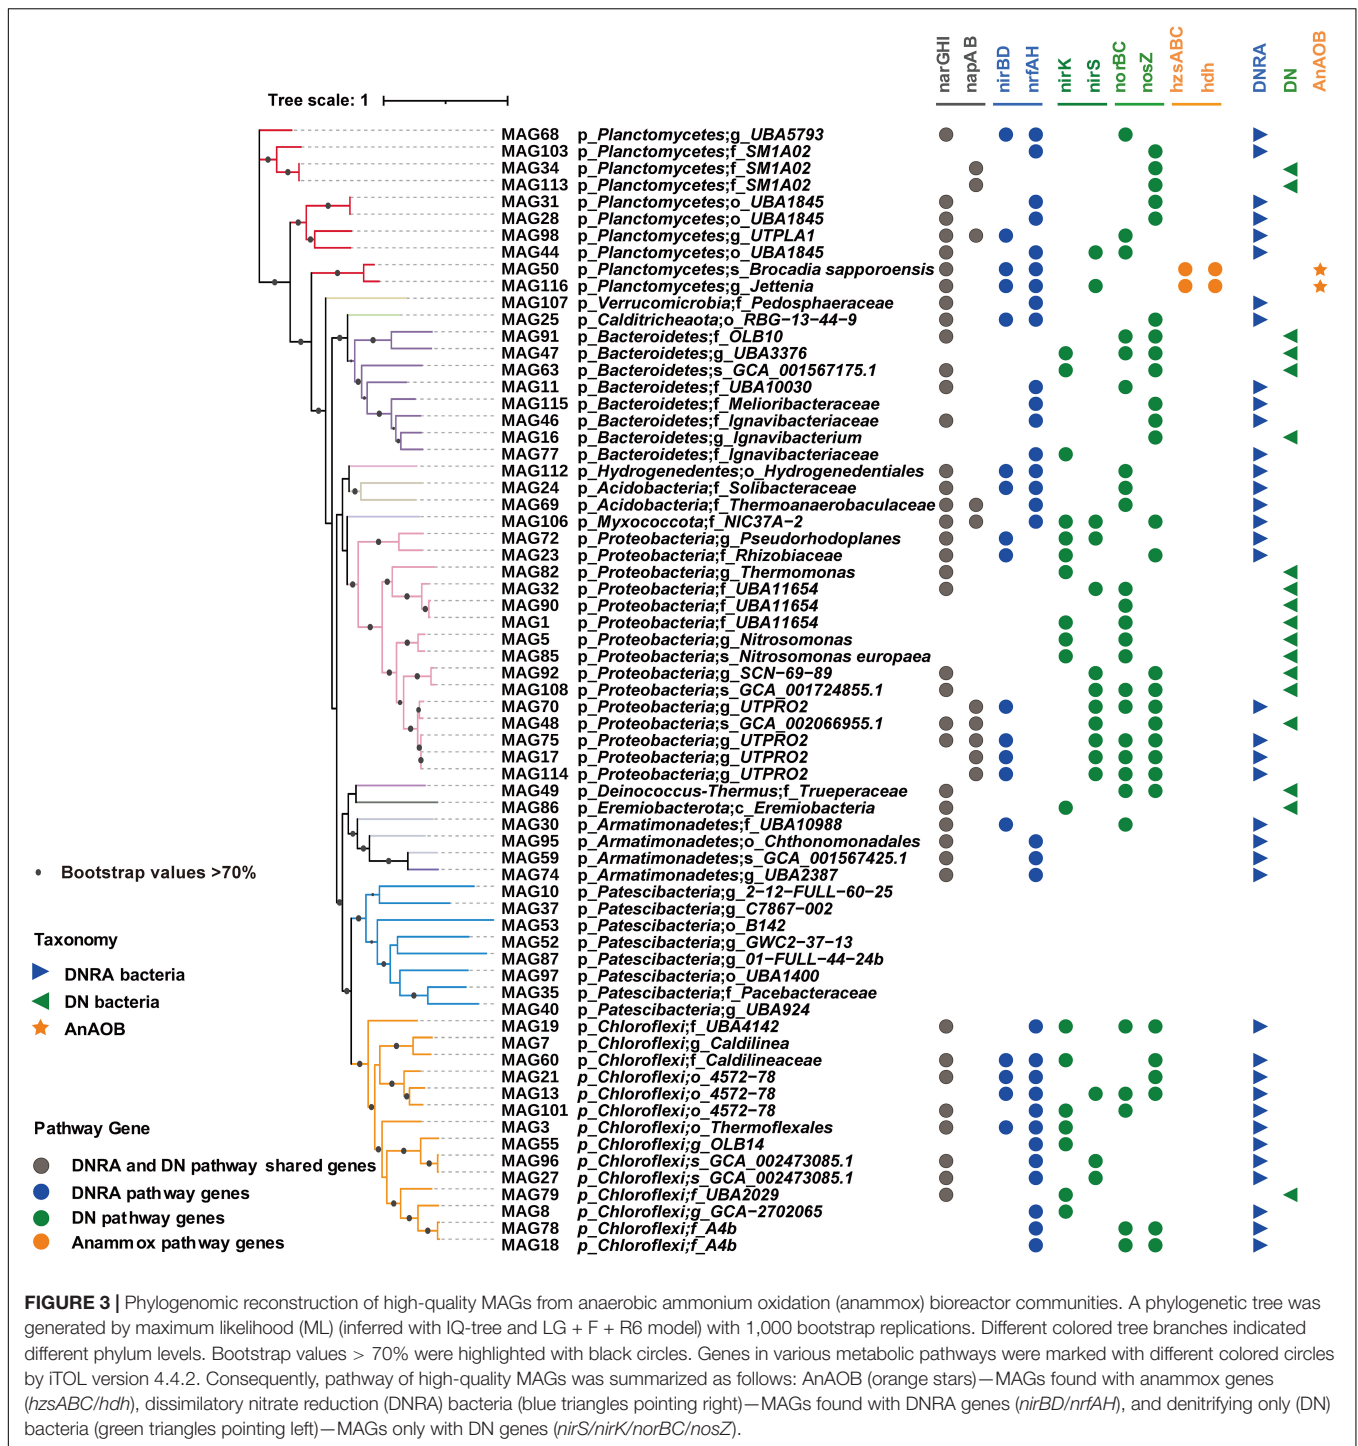 narGHI
napAB
nirBD
nrfAH
nirK
nirS
norBC
nosZ
hzsABC
hdh
DNRA
DN
AnAOB
Tree scale: 1
MAG68 p_Planctomycetes;g_UBA5793
MAG103 p_Planctomycetes;f_SM1A02
MAG34 p_Planctomycetes;f_SM1A02
MAG113 p_Planctomycetes;f_SM1A02
MAG31 p_Planctomycetes;o_UBA1845
MAG28 p_Planctomycetes;o_UBA1845
MAG98 p_Planctomycetes;g_UTPLA1
MAG44 p_Planctomycetes;o_UBA1845
MAG50 p_Planctomycetes;s_Brocadia sapporoensis
MAG116 p_Planctomycetes;g_Jettenia
MAG107 p_Verrucomicrobia;f_Pedosphaeraceae
MAG25 p_Calditricheaota;o_RBG-13-44-9
MAG91 p_Bacteroidetes;f_OLB10
MAG47 p_Bacteroidetes;g_UBA3376
MAG63 p_Bacteroidetes;s_GCA_001567175.1
MAG11 p_Bacteroidetes;f_UBA10030
MAG115 p_Bacteroidetes;f_Melioribacteraceae
MAG46 p_Bacteroidetes;f_Ignavibacteriaceae
MAG16 p_Bacteroidetes;g_Ignavibacterium
MAG77 p_Bacteroidetes;f_Ignavibacteriaceae
MAG112 p_Hydrogenedentes;o_Hydrogenedentiales
MAG24 p_Acidobacteria;f_Solibacteraceae
MAG69 p_Acidobacteria;f_Thermoanaerobaculaceae
MAG106 p_Myxococcota;f_NIC37A-2
MAG72 p_Proteobacteria;g_Pseudorhodoplanes
MAG23 p_Proteobacteria;f_Rhizobiaceae
MAG82 p_Proteobacteria;g_Thermomonas
MAG32 p_Proteobacteria;f_UBA11654
MAG90 p_Proteobacteria;f_UBA11654
MAG1 p_Proteobacteria;f_UBA11654
MAG5 p_Proteobacteria;g_Nitrosomonas
MAG85 p_Proteobacteria;s_Nitrosomonas europaea
MAG92 p_Proteobacteria;g_SCN-69-89
MAG108 p_Proteobacteria;s_GCA_001724855.1
MAG70 p_Proteobacteria;g_UTPRO2
MAG48 p_Proteobacteria;s_GCA_002066955.1
MAG75 p_Proteobacteria;g_UTPRO2
MAG17 p_Proteobacteria;g_UTPRO2
MAG114 p_Proteobacteria;g_UTPRO2
MAG49 p_Deinococcus-Thermus;f_Trueperaceae
MAG86 p_Eremiobacterota;c_Eremiobacteria
MAG30 p_Armatimonadetes;f_UBA10988
MAG95 p_Armatimonadetes;o_Chthonomonadales
MAG59 p_Armatimonadetes;s_GCA_001567425.1
MAG74 p_Armatimonadetes;g_UBA2387
MAG10 p_Patescibacteria;g_2-12-FULL-60-25
MAG37 p_Patescibacteria;g_C7867-002
MAG53 p_Patescibacteria;o_B142
MAG52 p_Patescibacteria;g_GWC2-37-13
MAG87 p_Patescibacteria;g_01-FULL-44-24b
MAG97 p_Patescibacteria;o_UBA1400
MAG35 p_Patescibacteria;f_Pacebacteraceae
MAG40 p_Patescibacteria;g_UBA924
MAG19 p_Chloroflexi;f_UBA4142
MAG7 p_Chloroflexi;g_Caldilinea
MAG60 p_Chloroflexi;f_Caldilineaceae
MAG21 p_Chloroflexi;o_4572-78
MAG13 p_Chloroflexi;o_4572-78
MAG101 p_Chloroflexi;o_4572-78
MAG3 p_Chloroflexi;o_Thermoflexales
MAG55 p_Chloroflexi;g_OLB14
MAG96 p_Chloroflexi;s_GCA_002473085.1
MAG27 p_Chloroflexi;s_GCA_002473085.1
MAG79 p_Chloroflexi;f_UBA2029
MAG8 p_Chloroflexi;g_GCA-2702065
MAG78 p_Chloroflexi;f_A4b
MAG18 p_Chloroflexi;f_A4b
Bootstrap values >70%
Taxonomy
DNRA bacteria
DN bacteria
AnAOB
Pathway Gene
DNRA and DN pathway shared genes
DNRA pathway genes
DN pathway genes
Anammox pathway genes
FIGURE 3 | Phylogenomic reconstruction of high-quality MAGs from anaerobic ammonium oxidation (anammox) bioreactor communities. A phylogenetic tree was
generated by maximum likelihood (ML) (inferred with IQ-tree and LG + F + R6 model) with 1,000 bootstrap replications. Different colored tree branches indicated
different phylum levels. Bootstrap values > 70% were highlighted with black circles. Genes in various metabolic pathways were marked with different colored circles
by iTOL version 4.4.2. Consequently, pathway of high-quality MAGs was summarized as follows: AnAOB (orange stars)—MAGs found with anammox genes
(hzsABC/hdh), dissimilatory nitrate reduction (DNRA) bacteria (blue triangles pointing right)—MAGs found with DNRA genes (nirBD/nrfAH), and denitrifying only (DN)
bacteria (green triangles pointing left)—MAGs only with DN genes (nirS/nirK/norBC/nosZ).